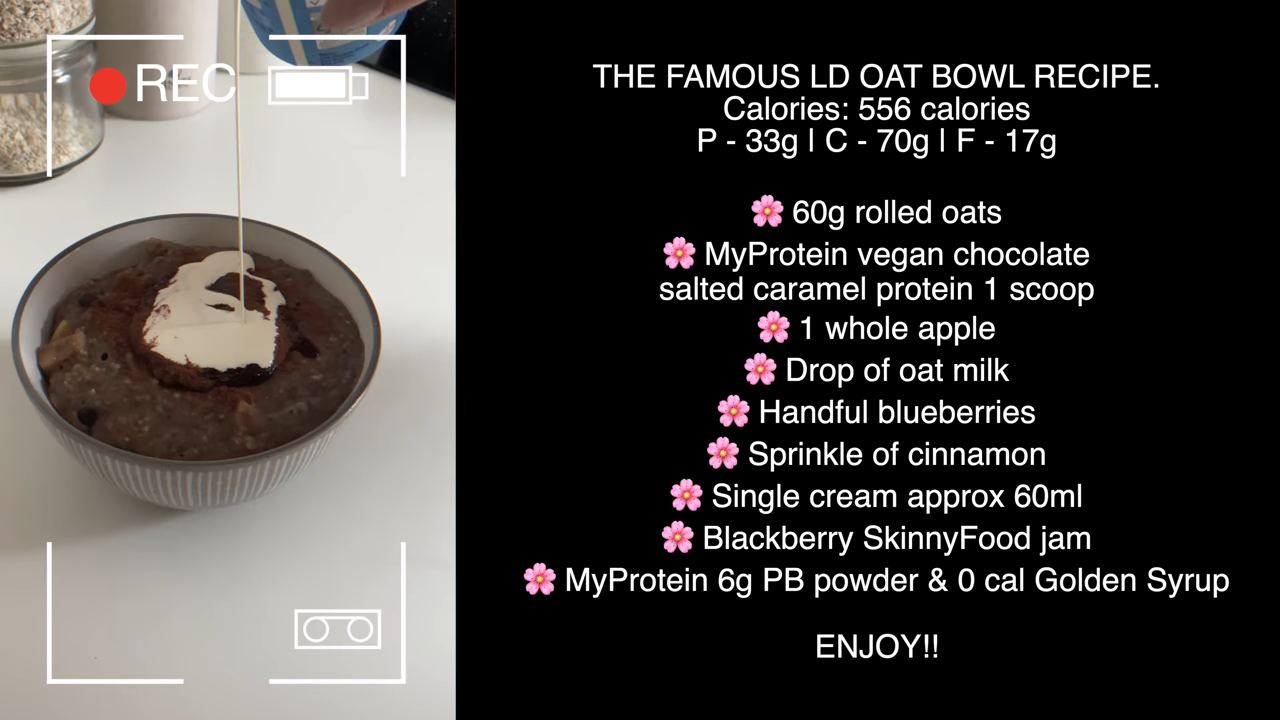 REC
THE FAMOUS LD OAT BOWL RECIPE.
Calories: 556 calories
P - 33g | C - 70g | F - 17g
🌸 60g rolled oats
🌸 MyProtein vegan chocolate
salted caramel protein 1 scoop
🌸 1 whole apple
🌸 Drop of oat milk
🌸 Handful blueberries
🌸 Sprinkle of cinnamon
🌸 Single cream approx 60ml
🌸 Blackberry SkinnyFood jam
🌸 MyProtein 6g PB powder & 0 cal Golden Syrup
ENJOY!!